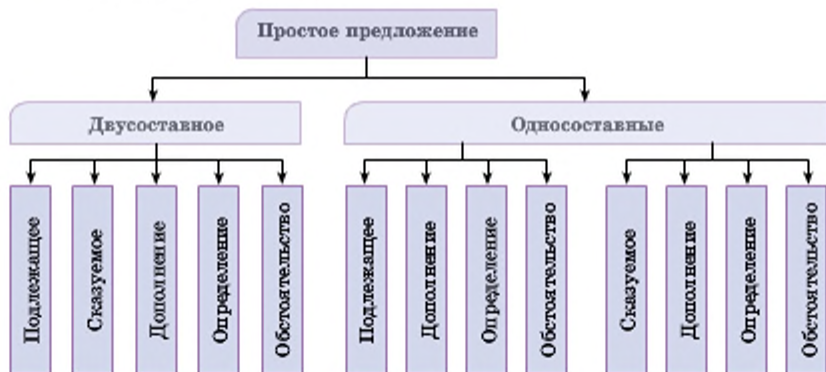 Простое предложение
Двусоставное
Односоставные
Подлежащее
Сказуемое
Дополнение
Определение
Обстоятельство
Подлежащее
Дополнение
Определение
Обстоятельство
Сказуемое
Дополнение
Определение
Обстоятельство